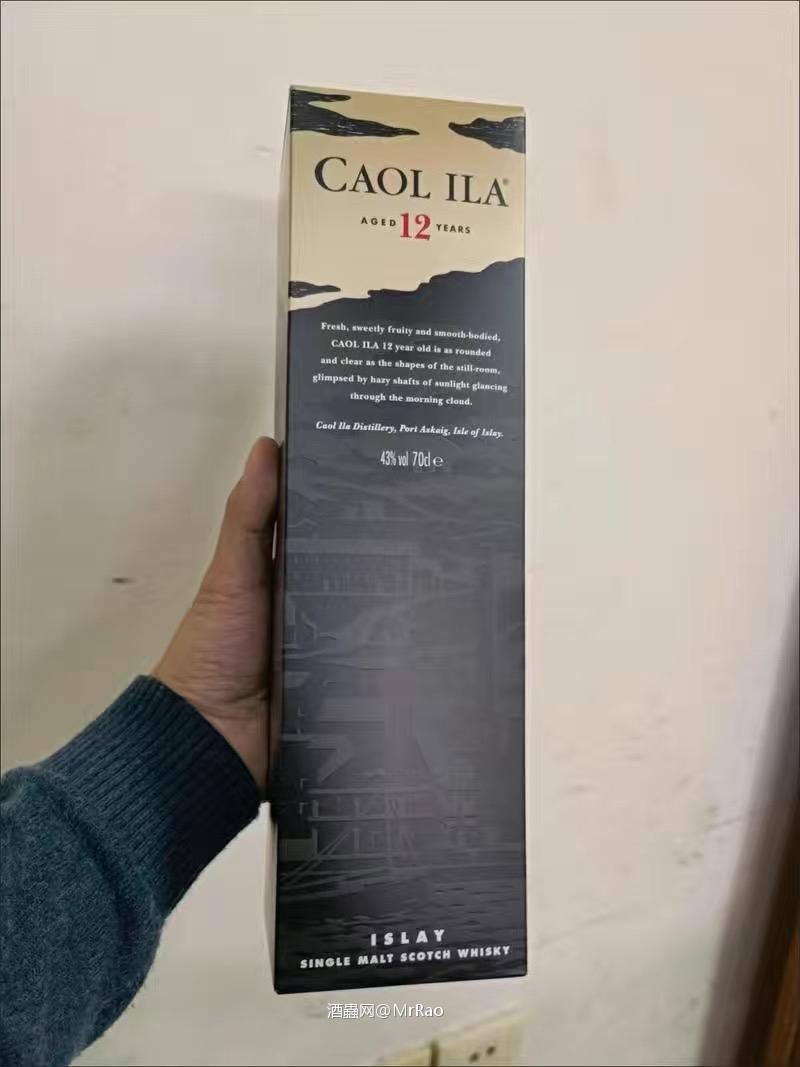 CAOL ILA®
AGED 12 YEARS
Fresh, sweetly fruity and smooth-bodied,
CAOL ILA 12 year old is as rounded
and clear as the shapes of the still-room,
glimpsed by hazy shafts of sunlight glancing
through the morning cloud.
Caol Ila Distillery, Port Askaig, Isle of Islay.
43% vol 70cl ℮
ISLAY
SINGLE MALT SCOTCH WHISKY
酒蟲网@MrRao